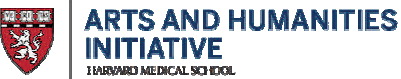 ARTS AND HUMANITIES
INITIATIVE
HARVARD MEDICAL SCHOOL